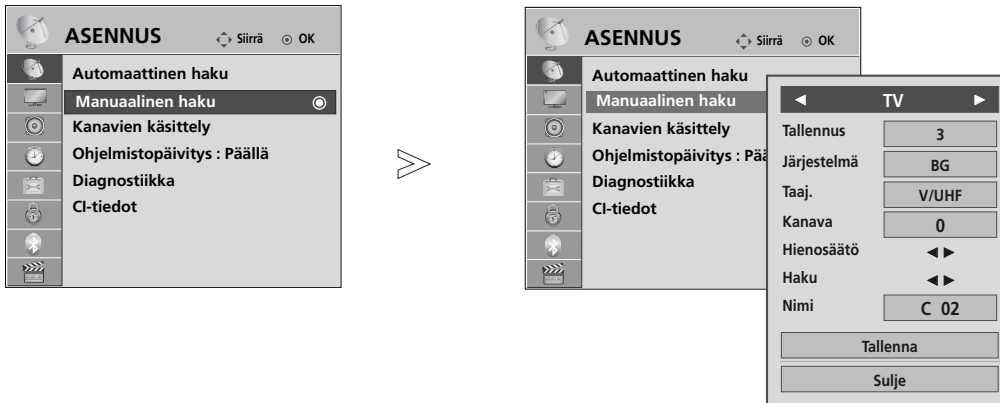 ASENNUS Siirrä OK
Automaattinen haku
Manuaalinen haku
Kanavien käsittely
Ohjelmistopäivitys : Päällä
Diagnostiikka
CI-tiedot
ASENNUS Siirrä OK
Automaattinen haku
Manuaalinen haku
Kanavien käsittely
Ohjelmistopäivitys : Pää
Diagnostiikka
CI-tiedot
◄ TV ►
Tallennus 3
Järjestelmä BG
Taaj. V/UHF
Kanava 0
Hienosäätö ◄ ►
Haku ◄ ►
Nimi C 02
Tallenna
Sulje